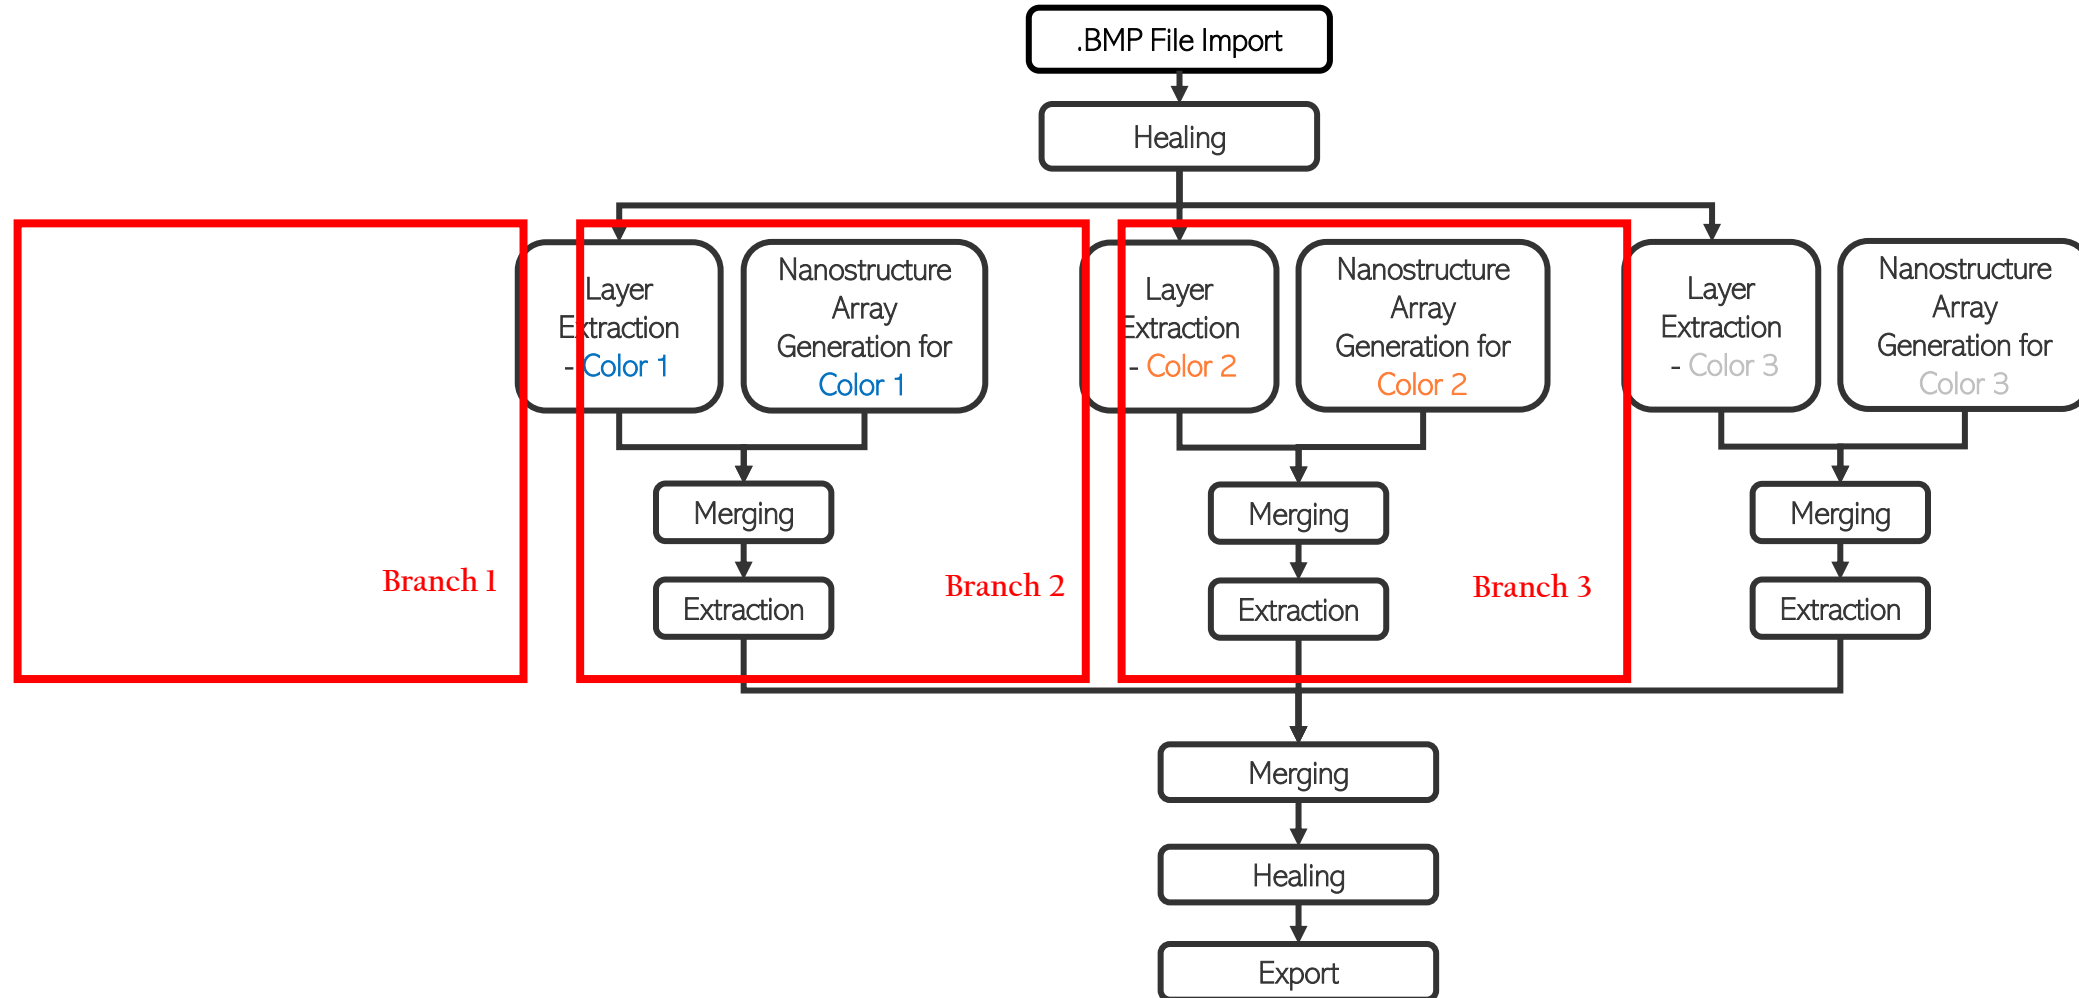 .BMP File Import
Healing
Layer
Extraction
- Color 1
Nanostructure
Array
Generation for
Color 1
Layer
Extraction
- Color 2
Nanostructure
Array
Generation for
Color 2
Layer
Extraction
- Color 3
Nanostructure
Array
Generation for
Color 3
Merging
Merging
Merging
Branch 1
Branch 2
Branch 3
Extraction
Extraction
Extraction
Merging
Healing
Export